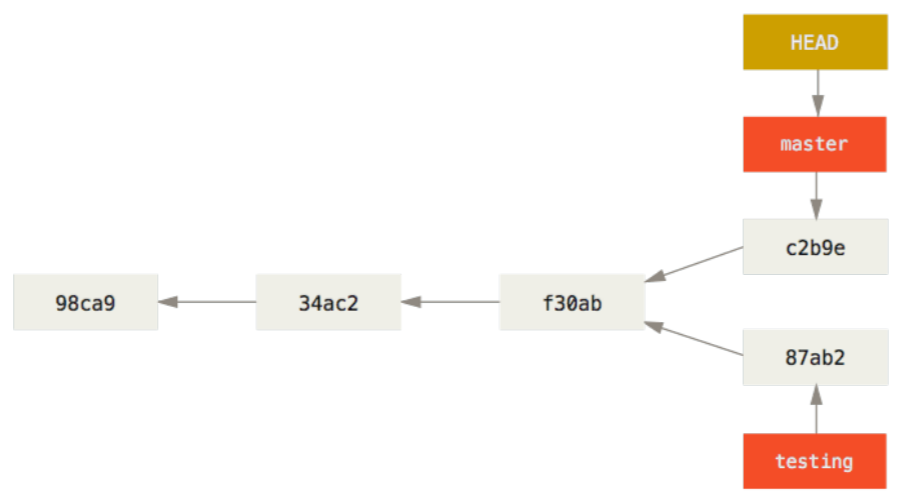 HEAD
master
c2b9e
98ca9
34ac2
f30ab
87ab2
testing